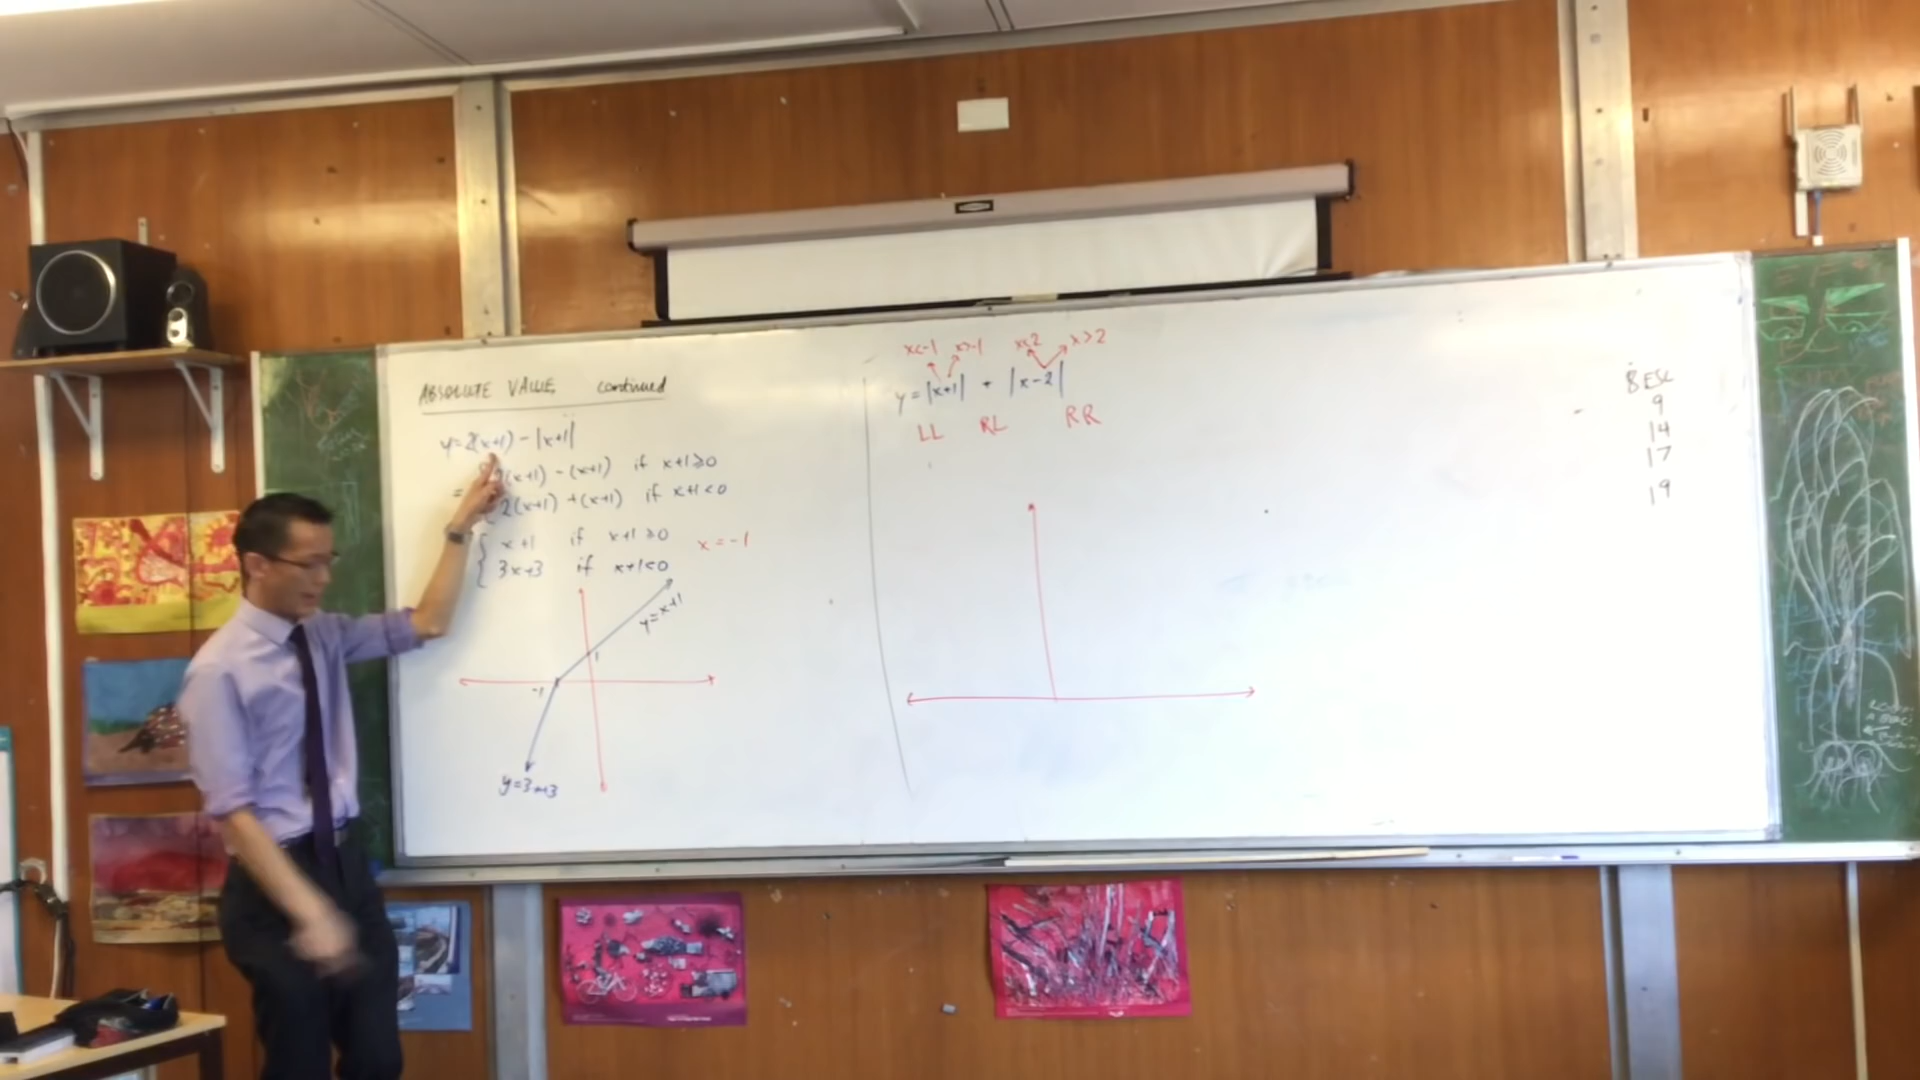 ABSOLUTE VALUE continued
y=2(x+1) - |x+1|
= 2(x+1) - (x+1) if x+1≥0
2(x+1) + (x+1) if x+1<0
x+1 if x+1≥0
3x+3 if x+1<0
x=-1
y=x+1
1
-1
y=3x+3
x<-1 x>-1 x<2 x>2
y=|x+1| + |x-2|
LL RL RR
8ESC
9
14
17
19